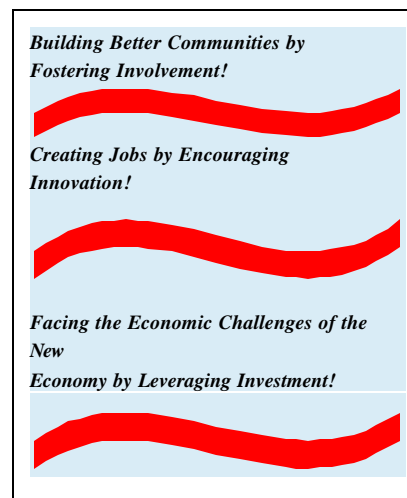 Building Better Communities by
Fostering Involvement!
Creating Jobs by Encouraging
Innovation!
Facing the Economic Challenges of the
New
Economy by Leveraging Investment!